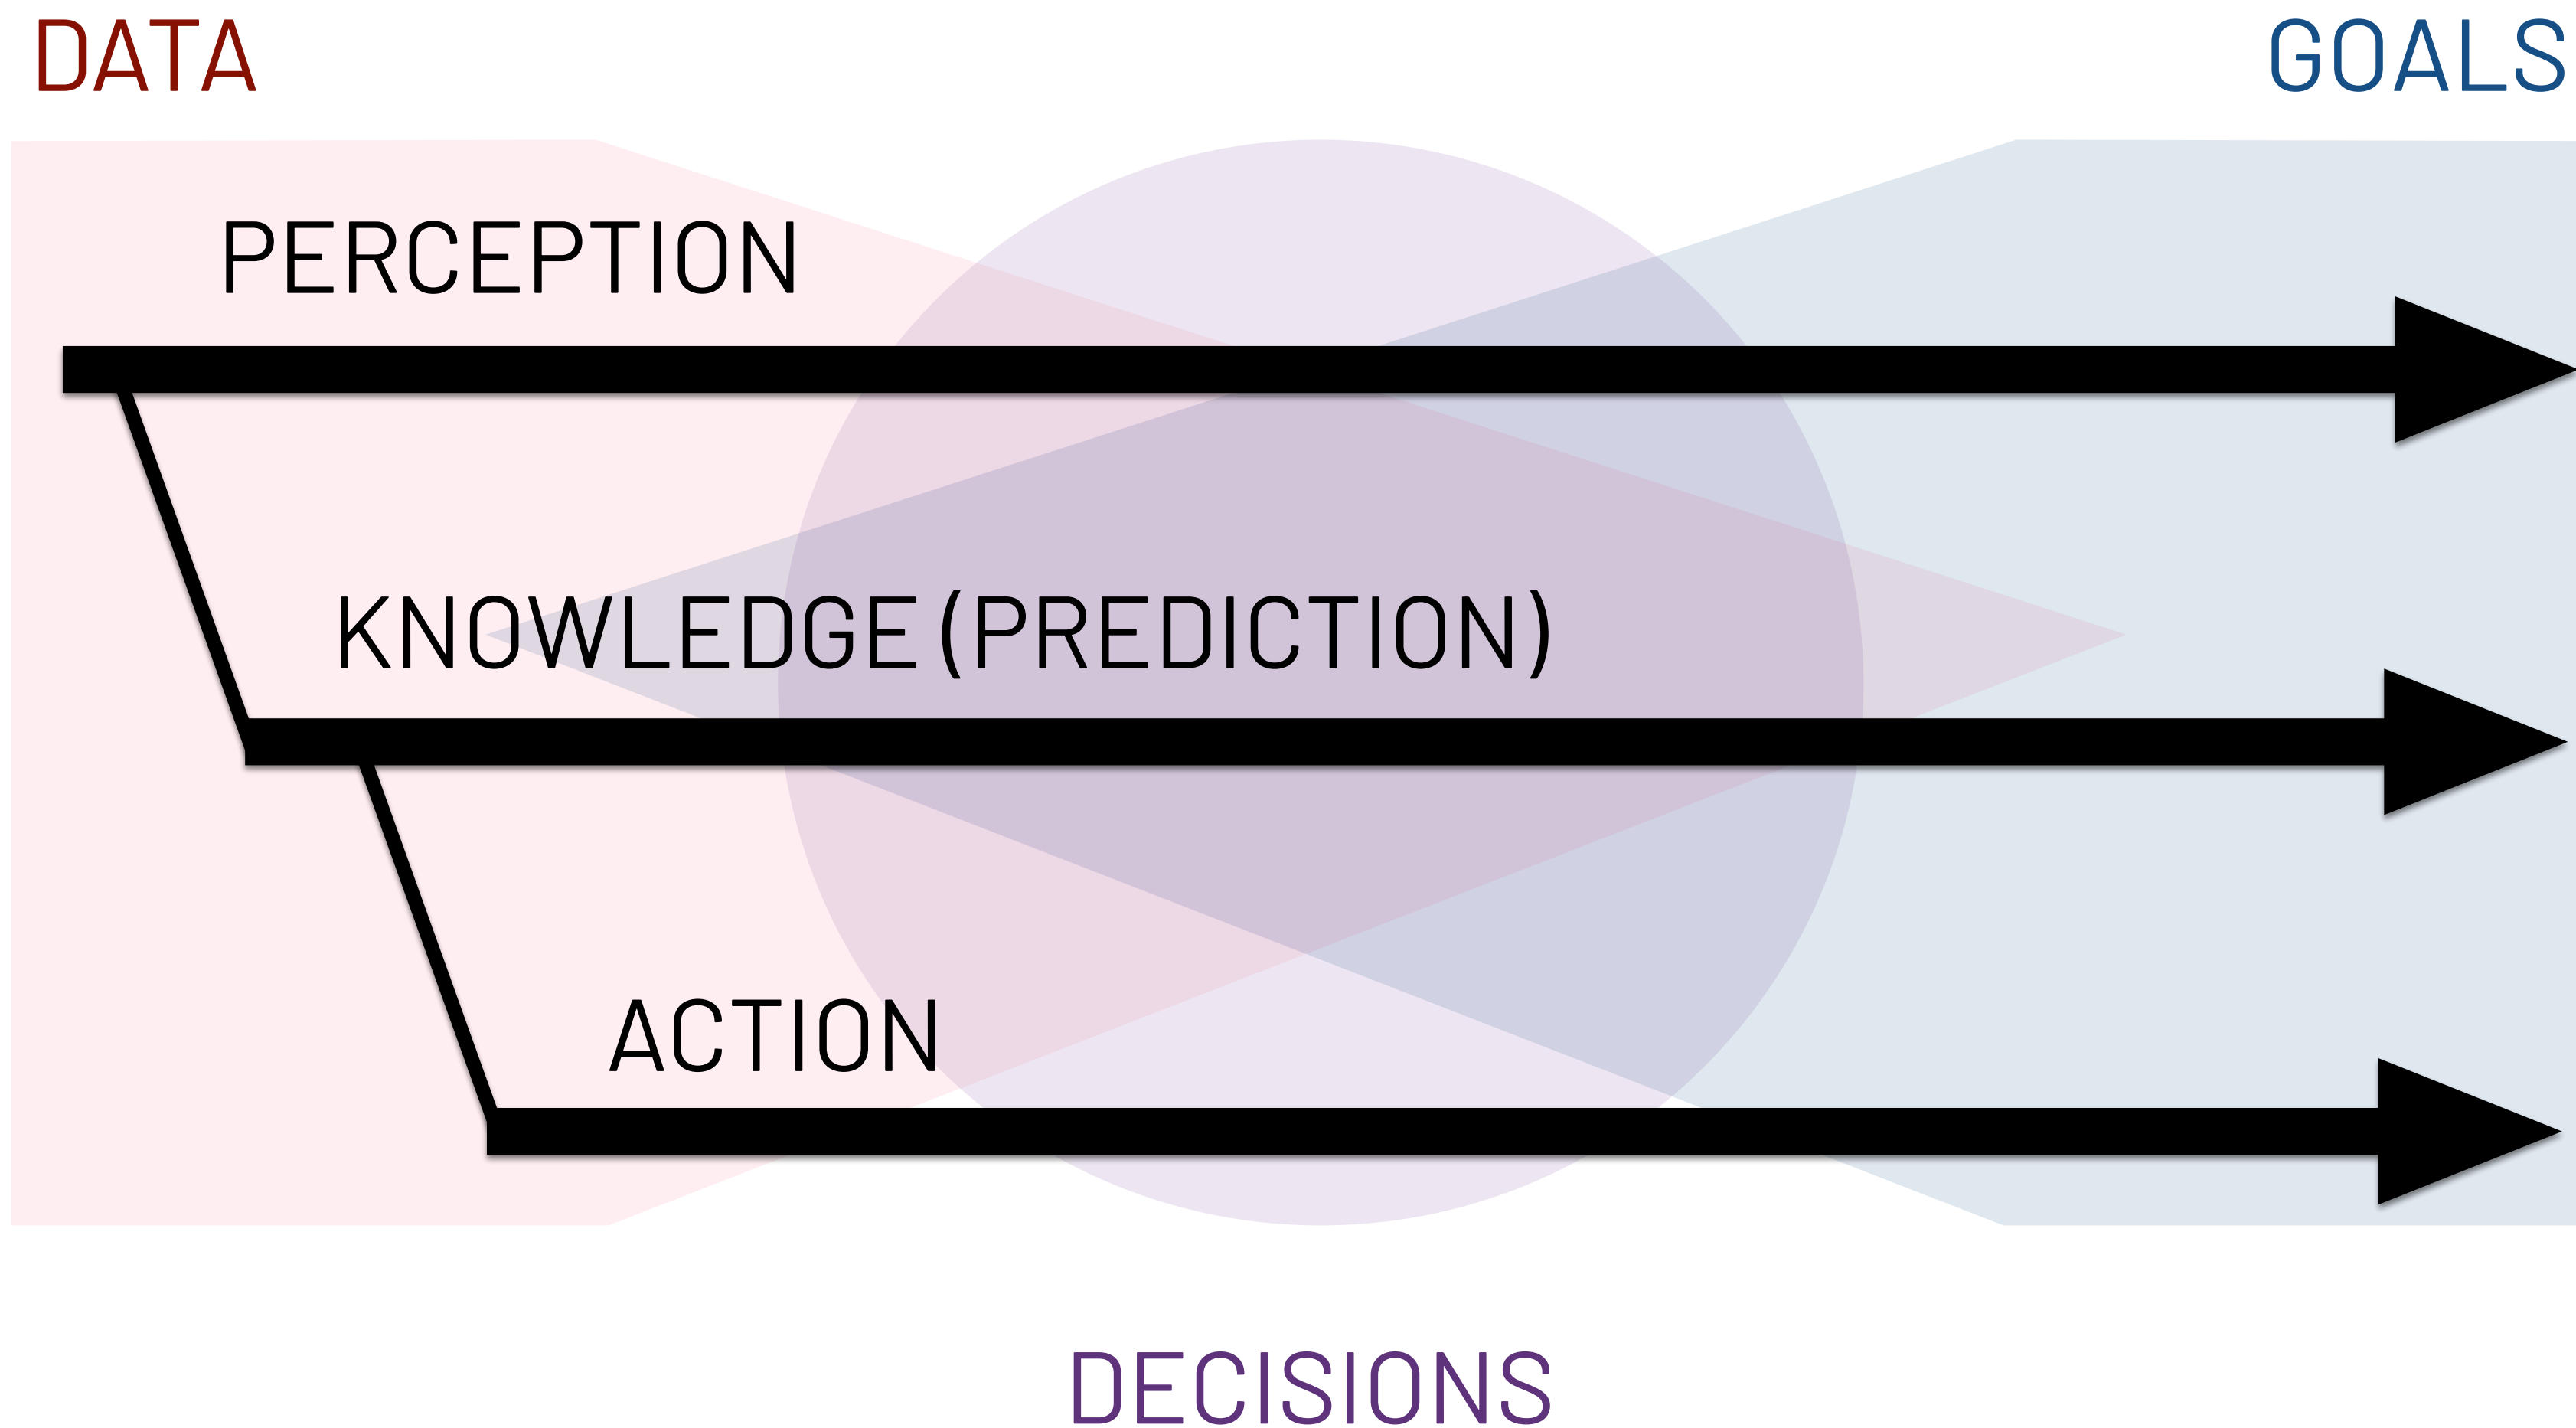 DATA
GOALS
PERCEPTION
KNOWLEDGE (PREDICTION)
ACTION
DECISIONS